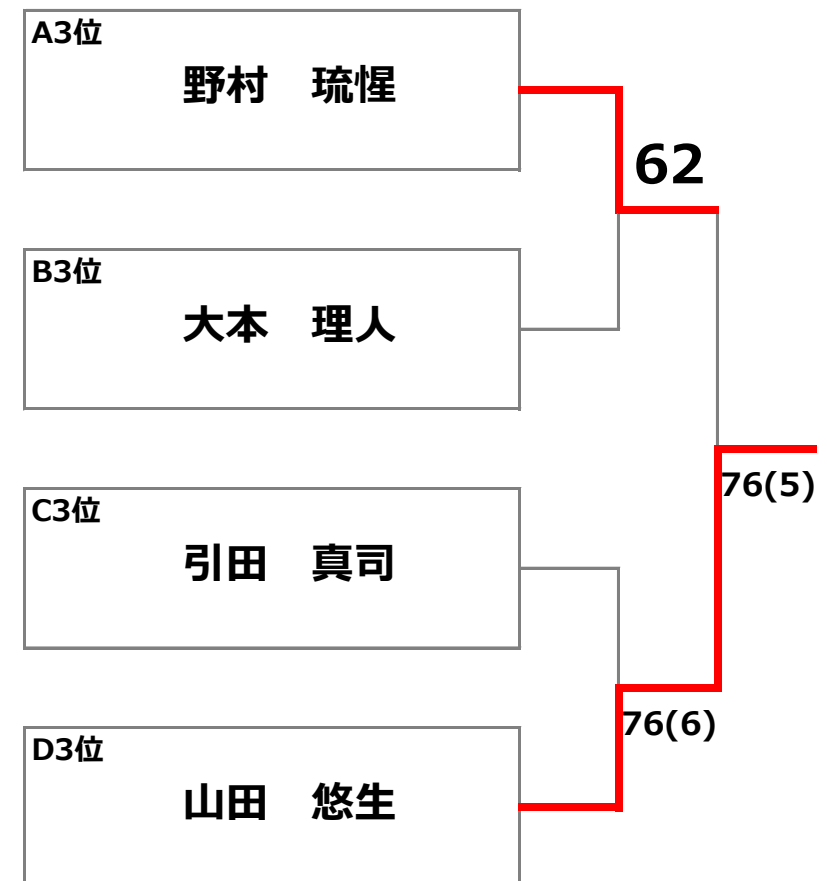 A3位
野村　琉惺
62
B3位
大本　理人
76(5)
C3位
引田　真司
76(6)
D3位
山田　悠生